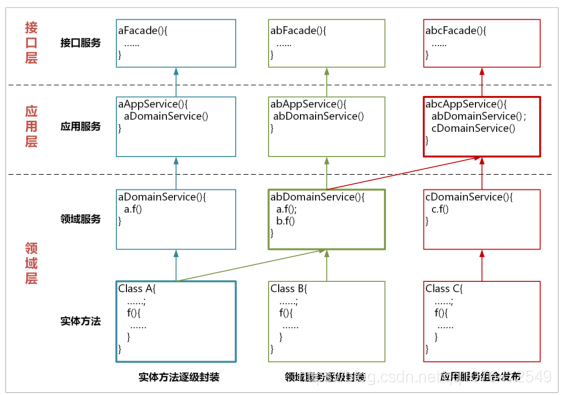 接口层
接口服务
aFacade(){
......
}
abFacade(){
......
}
abcFacade(){
......
}
应用层
应用服务
aAppService(){
aDomainService()
}
abAppService(){
abDomainService()
}
abcAppService(){
abDomainService();
cDomainService()
}
领域层
领域服务
aDomainService(){
a.f()
}
abDomainService(){
a.f();
b.f()
}
cDomainService(){
c.f()
}
实体方法
Class A{
......;
f(){
......
}
}
Class B{
......;
f(){
......
}
}
Class C{
......;
f(){
......
}
}
实体方法逐级封装
领域服务逐级封装
应用服务组合发布